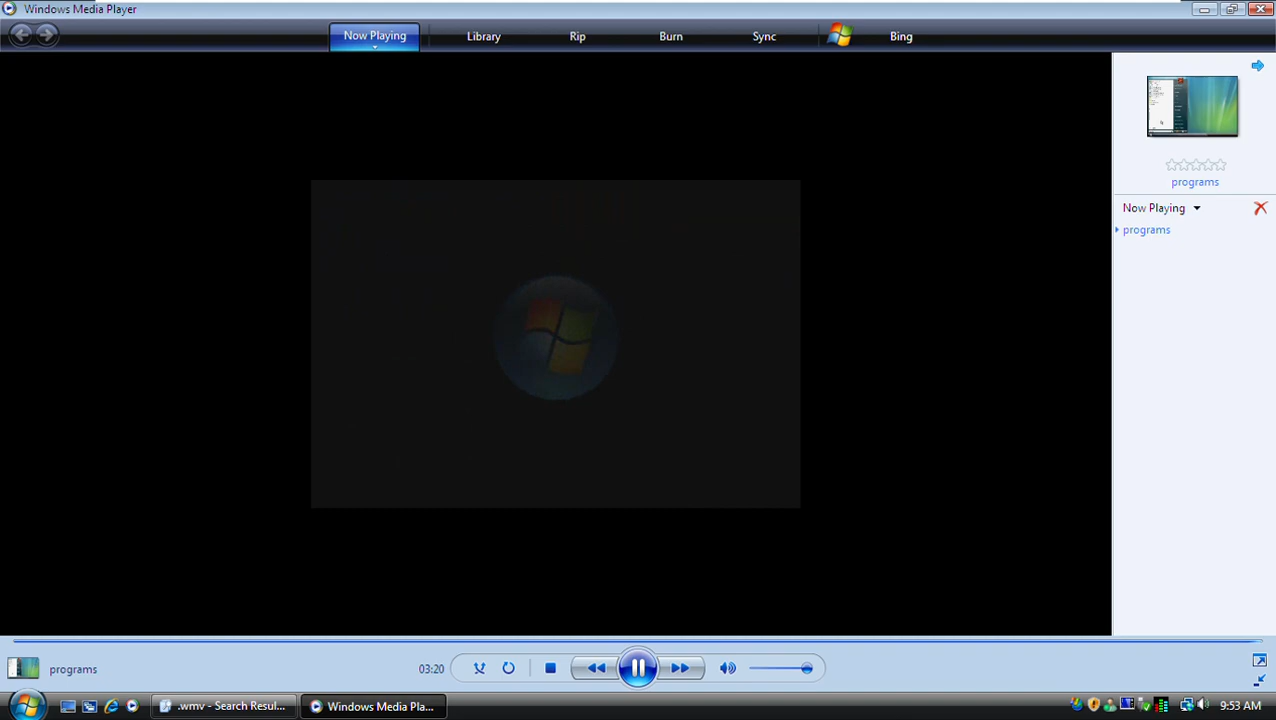 Windows Media Player
Now Playing
Library
Rip
Burn
Sync
Bing
programs
Now Playing
programs
programs
03:20
.wmv - Search Resul...
Windows Media Pla...
9:53 AM